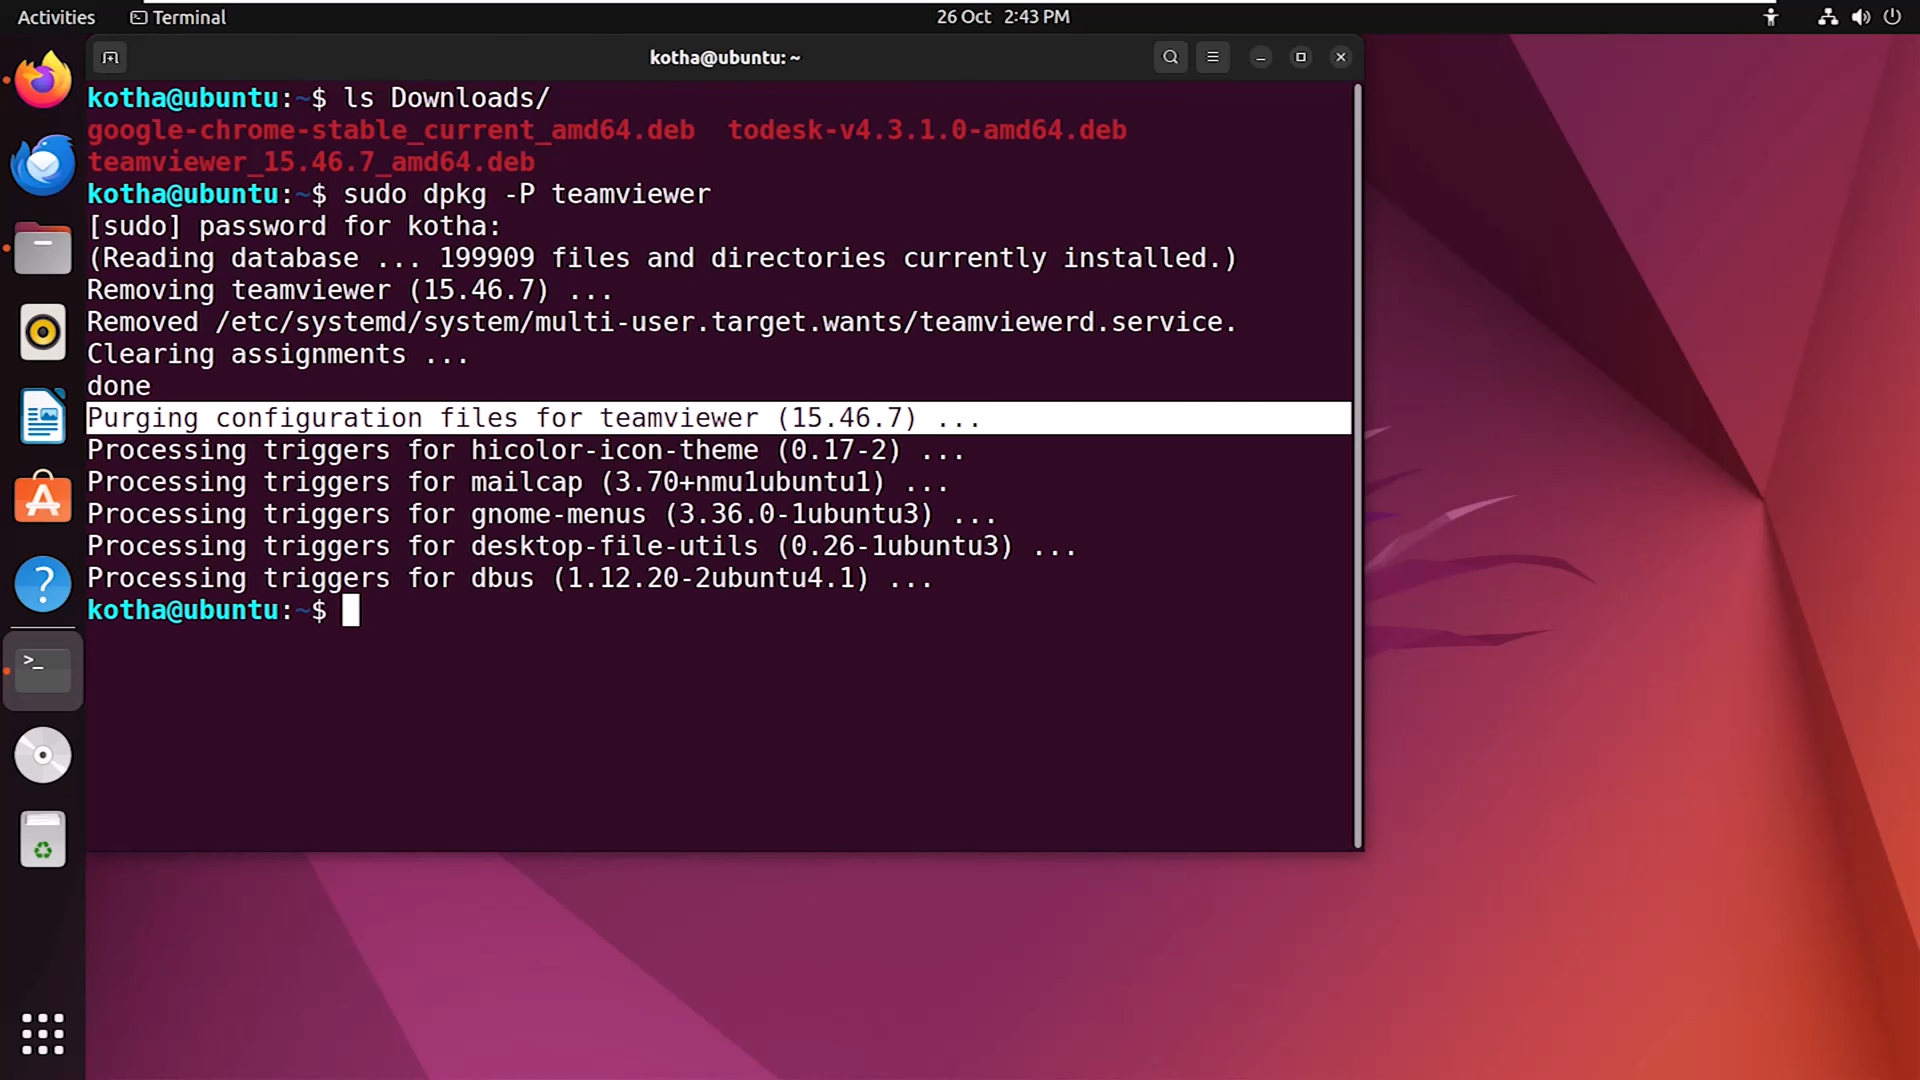 Activities Terminal 26 Oct 2:43 PM
kotha@ubuntu: ~
kotha@ubuntu:~$ ls Downloads/
google-chrome-stable_current_amd64.deb todesk-v4.3.1.0-amd64.deb
teamviewer_15.46.7_amd64.deb
kotha@ubuntu:~$ sudo dpkg -P teamviewer
[sudo] password for kotha:
(Reading database ... 199909 files and directories currently installed.)
Removing teamviewer (15.46.7) ...
Removed /etc/systemd/system/multi-user.target.wants/teamviewerd.service.
Clearing assignments ...
done
Purging configuration files for teamviewer (15.46.7) ...
Processing triggers for hicolor-icon-theme (0.17-2) ...
Processing triggers for mailcap (3.70+nmu1ubuntu1) ...
Processing triggers for gnome-menus (3.36.0-1ubuntu3) ...
Processing triggers for desktop-file-utils (0.26-1ubuntu3) ...
Processing triggers for dbus (1.12.20-2ubuntu4.1) ...
kotha@ubuntu:~$